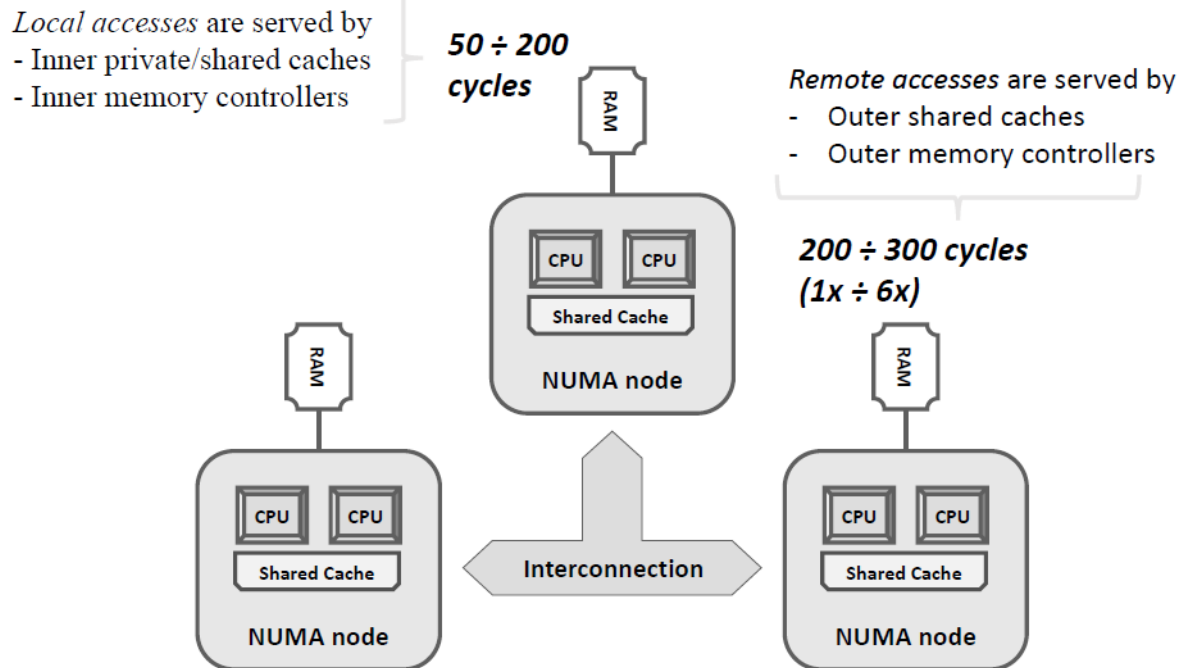 Local accesses are served by
- Inner private/shared caches
- Inner memory controllers
50 ÷ 200
cycles
Remote accesses are served by
- Outer shared caches
- Outer memory controllers
200 ÷ 300 cycles
(1x ÷ 6x)
RAM
CPU CPU
Shared Cache
NUMA node
RAM
CPU CPU
Shared Cache
NUMA node
Interconnection
RAM
CPU CPU
Shared Cache
NUMA node